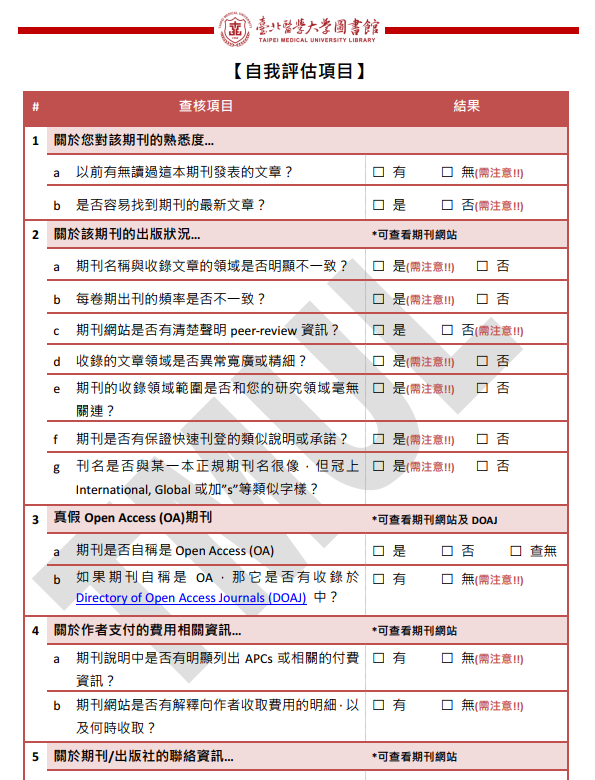 臺北醫學大學圖書館
TAIPEI MEDICAL UNIVERSITY LIBRARY
【自我評估項目】
# 查核項目 結果
1 關於您對該期刊的熟悉度…
a 以前有無讀過這本期刊發表的文章？ □ 有 □ 無(需注意!!)
b 是否容易找到期刊的最新文章？ □ 是 □ 否(需注意!!)
2 關於該期刊的出版狀況… *可查看期刊網站
a 期刊名稱與收錄文章的領域是否明顯不一致？ □ 是(需注意!!) □ 否
b 每卷期出刊的頻率是否不一致？ □ 是(需注意!!) □ 否
c 期刊網站是否有清楚聲明 peer-review 資訊？ □ 是 □ 否(需注意!!)
d 收錄的文章領域是否異常寬廣或精細？ □ 是(需注意!!) □ 否
e 期刊的收錄領域範圍是否和您的研究領域毫無 □ 是(需注意!!) □ 否
關連？
f 期刊是否有保證快速刊登的類似說明或承諾？ □ 是(需注意!!) □ 否
g 刊名是否與某一本正規期刊名很像，但冠上 □ 是(需注意!!) □ 否
International, Global 或加"s"等類似字樣？
3 真假 Open Access (OA)期刊 *可查看期刊網站及 DOAJ
a 期刊是否自稱是 Open Access (OA) □ 是 □ 否 □ 查無
b 如果期刊自稱是 OA，那它是否有收錄於 □ 有 □ 無(需注意!!)
Directory of Open Access Journals (DOAJ) 中？
4 關於作者支付的費用相關資訊… *可查看期刊網站
a 期刊說明中是否有明顯列出 APCs 或相關的付費 □ 有 □ 無(需注意!!)
資訊？
b 期刊網站是否有解釋向作者收取費用的明細，以 □ 有 □ 無(需注意!!)
及何時收取？
5 關於期刊/出版社的聯絡資訊… *可查看期刊網站
TMUL